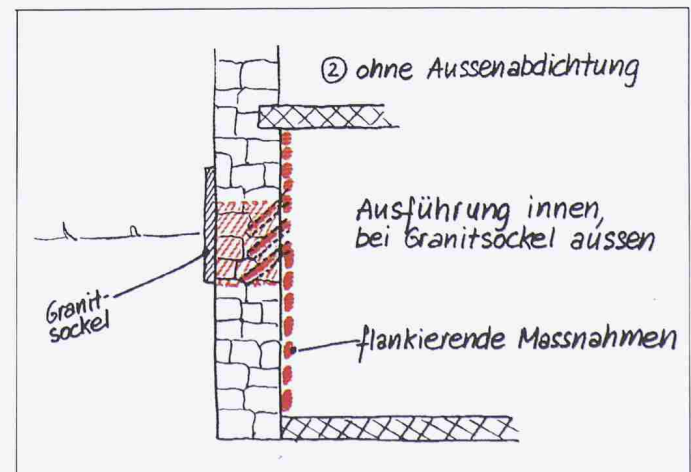 ② ohne Aussenabdichtung
Ausführung innen,
bei Granitsockel aussen
Granit-
sockel
flankierende Massnahmen